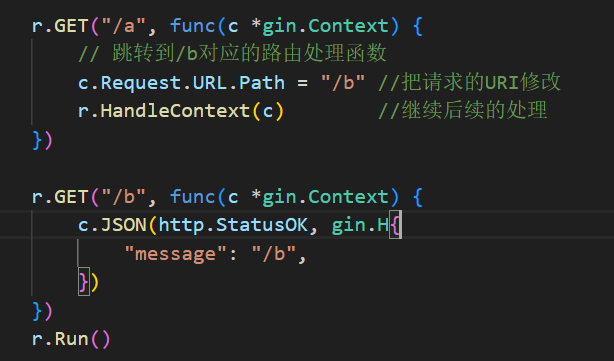 r.GET("/a", func(c *gin.Context) {
    // 跳转到/b对应的路由处理函数
    c.Request.URL.Path = "/b" //把请求的URI修改
    r.HandleContext(c)        //继续后续的处理
})

r.GET("/b", func(c *gin.Context) {
    c.JSON(http.StatusOK, gin.H{
        "message": "/b",
    })
})
r.Run()